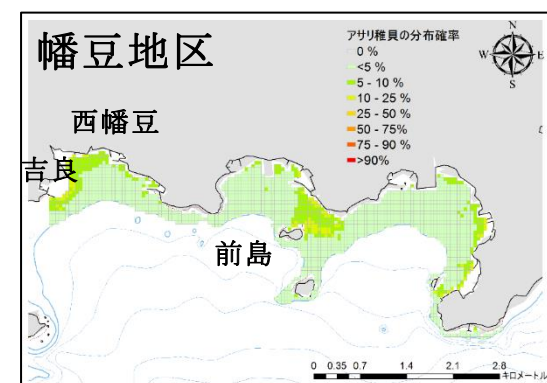 幡豆地区
アサリ稚貝の分布確率
0 %
<5 %
5 - 10 %
10 - 25 %
25 - 50 %
50 - 75%
75 - 90 %
>90%
N
W
E
S
西幡豆
吉良
前島
0 0.35 0.7 1.4 2.1 2.8
キロメートル